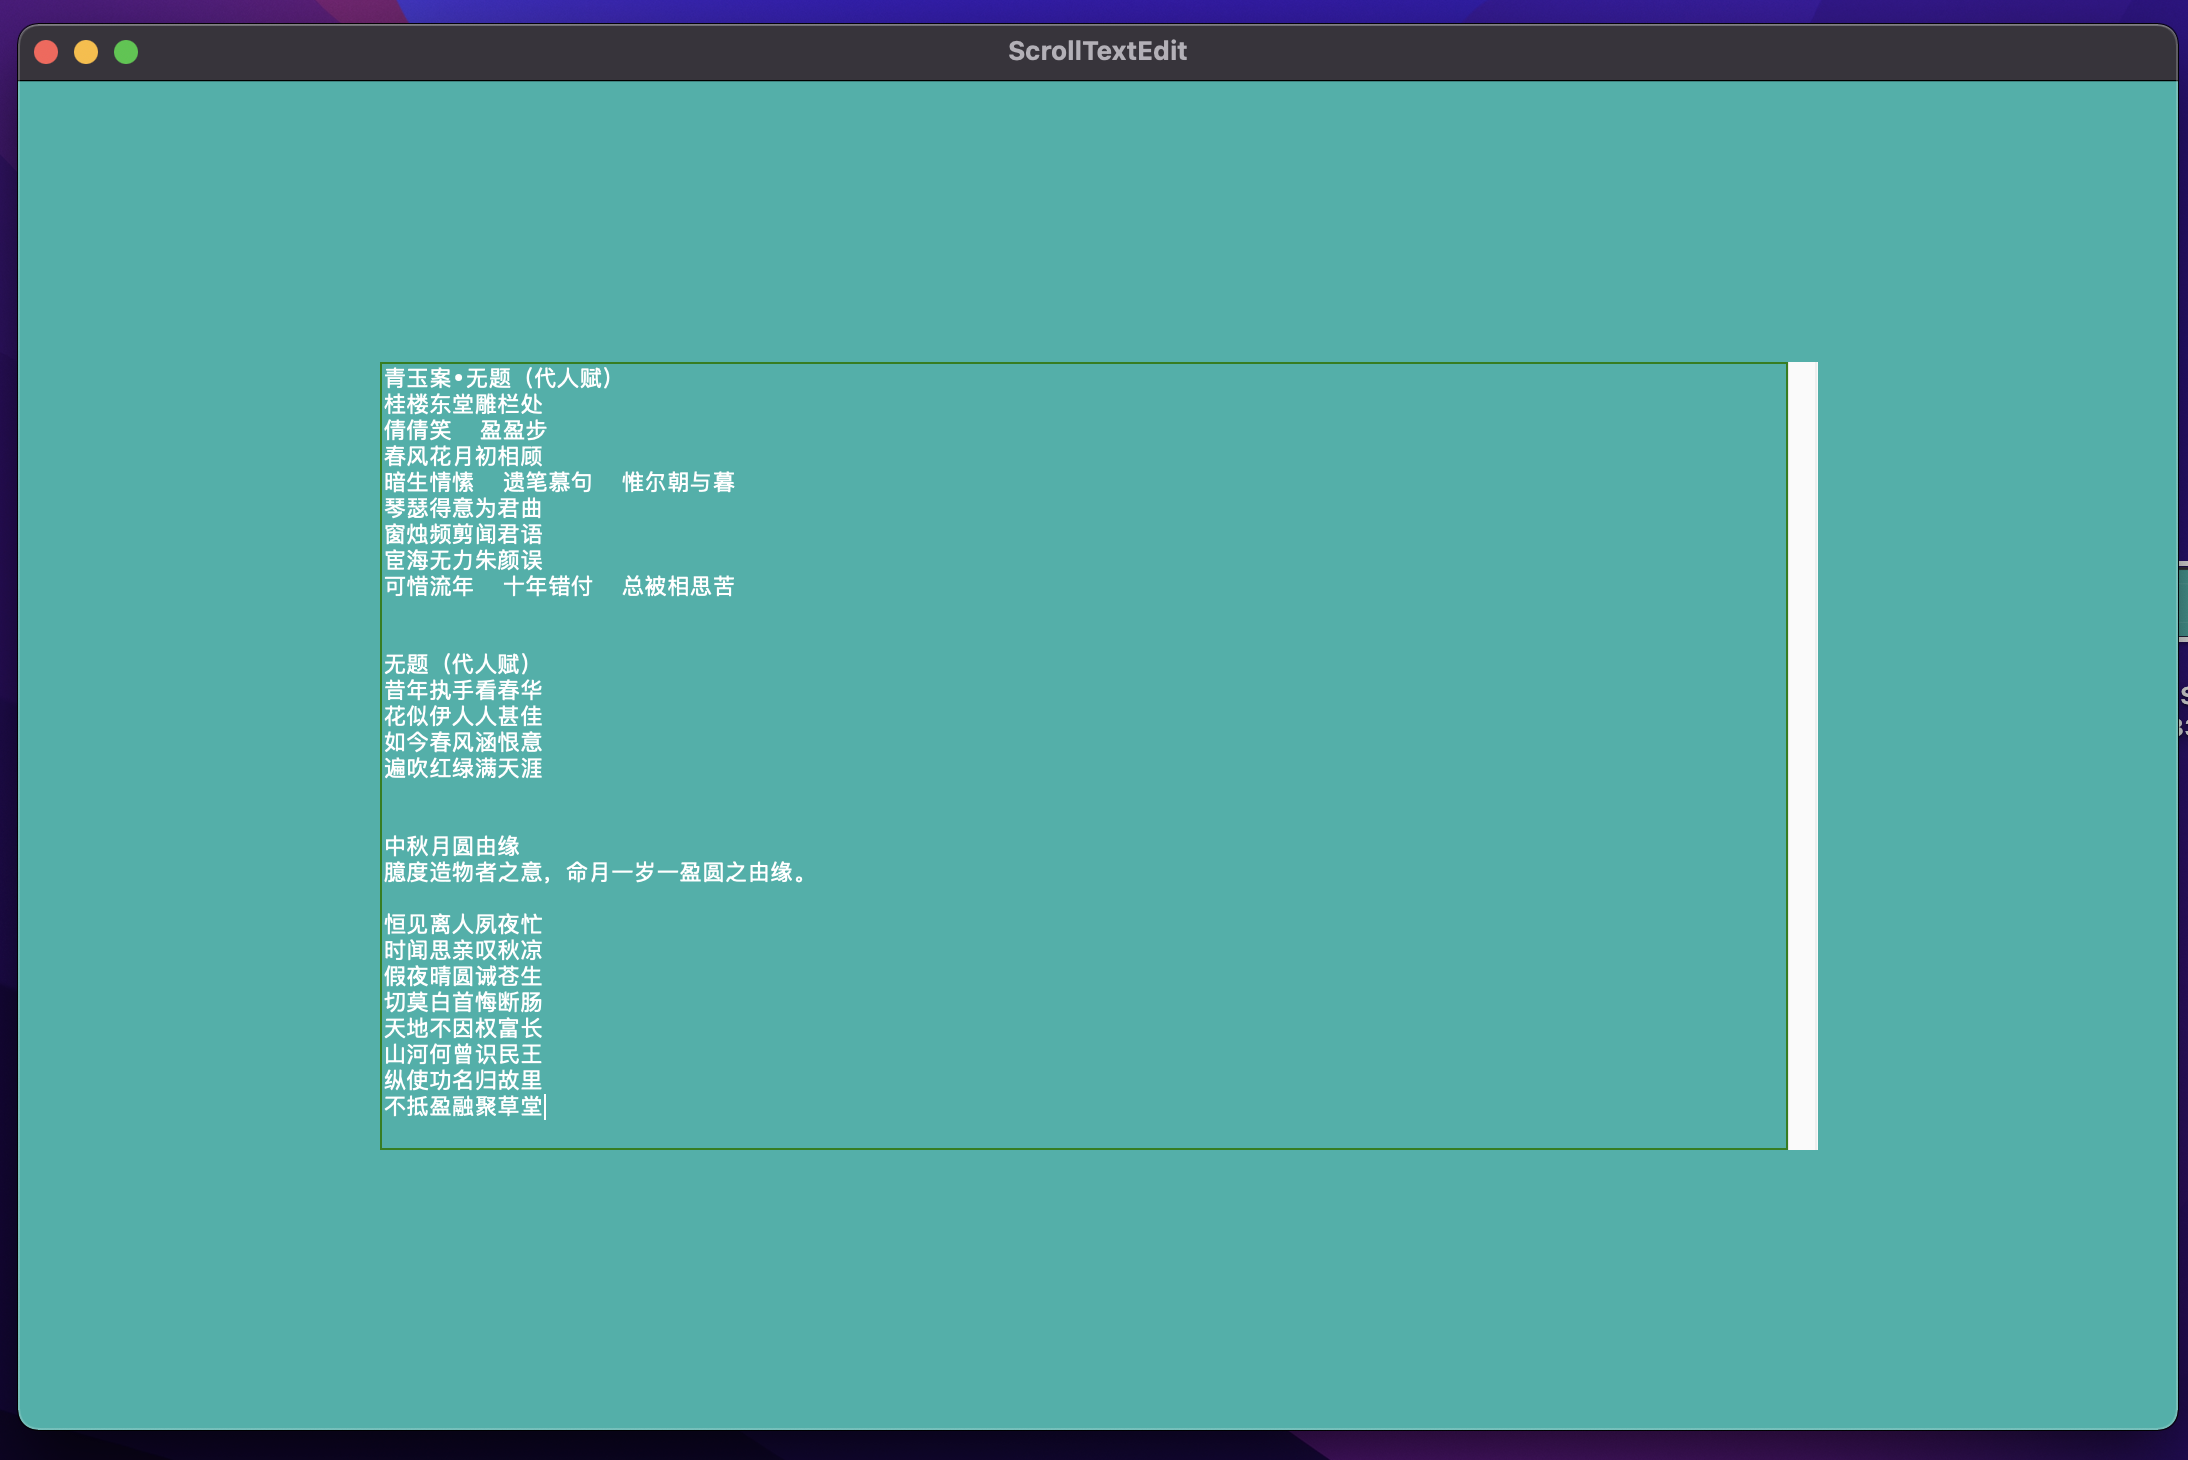 ScrollTextEdit
青玉案•无题（代人赋）
桂楼东堂雕栏处
倩倩笑  盈盈步
春风花月初相顾
暗生情愫  遗笔慕句  惟尔朝与暮
琴瑟得意为君曲
窗烛频剪闻君语
宦海无力朱颜误
可惜流年  十年错付  总被相思苦
无题（代人赋）
昔年执手看春华
花似伊人人甚佳
如今春风涵恨意
遍吹红绿满天涯
中秋月圆由缘
臆度造物者之意，命月一岁一盈圆之由缘。
恒见离人夙夜忙
时闻思亲叹秋凉
假夜晴圆诫苍生
切莫白首悔断肠
天地不因权富长
山河何曾识民王
纵使功名归故里
不抵盈融聚草堂